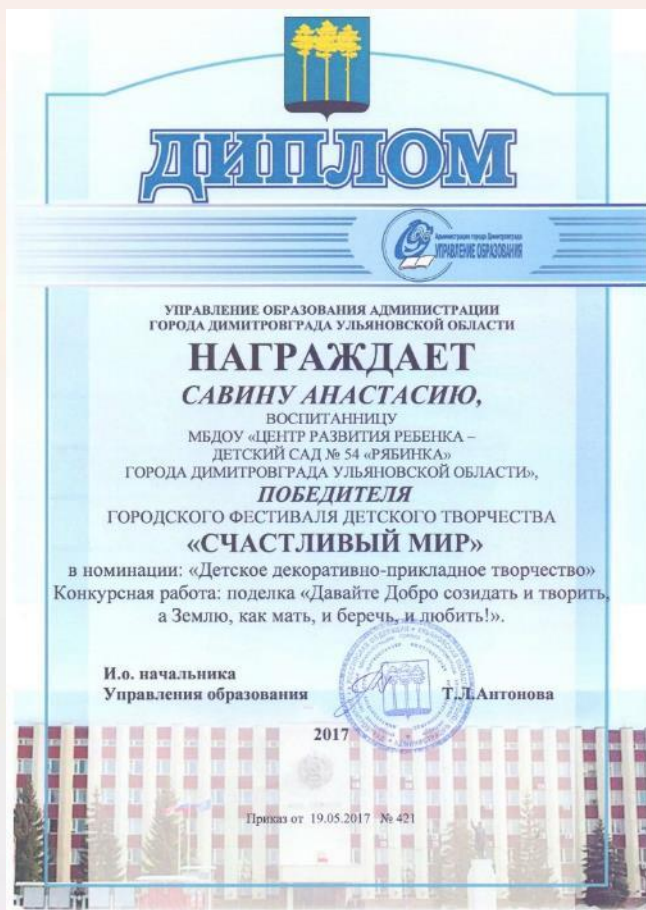 ДИПЛОМ
Администрация города Димитровграда
УПРАВЛЕНИЕ ОБРАЗОВАНИЯ
УПРАВЛЕНИЕ ОБРАЗОВАНИЯ АДМИНИСТРАЦИИ
ГОРОДА ДИМИТРОВГРАДА УЛЬЯНОВСКОЙ ОБЛАСТИ
НАГРАЖДАЕТ
САВИНУ АНАСТАСИЮ,
ВОСПИТАННИЦУ
МБДОУ «ЦЕНТР РАЗВИТИЯ РЕБЕНКА –
ДЕТСКИЙ САД № 54 «РЯБИНКА»
ГОРОДА ДИМИТРОВГРАДА УЛЬЯНОВСКОЙ ОБЛАСТИ»,
ПОБЕДИТЕЛЯ
ГОРОДСКОГО ФЕСТИВАЛЯ ДЕТСКОГО ТВОРЧЕСТВА
«СЧАСТЛИВЫЙ МИР»
в номинации: «Детское декоративно-прикладное творчество»
Конкурсная работа: поделка «Давайте Добро созидать и творить,
а Землю, как мать, и беречь, и любить!».
И.о. начальника
Управления образования Т.Л.Антонова
2017
Приказ от 19.05.2017 № 421